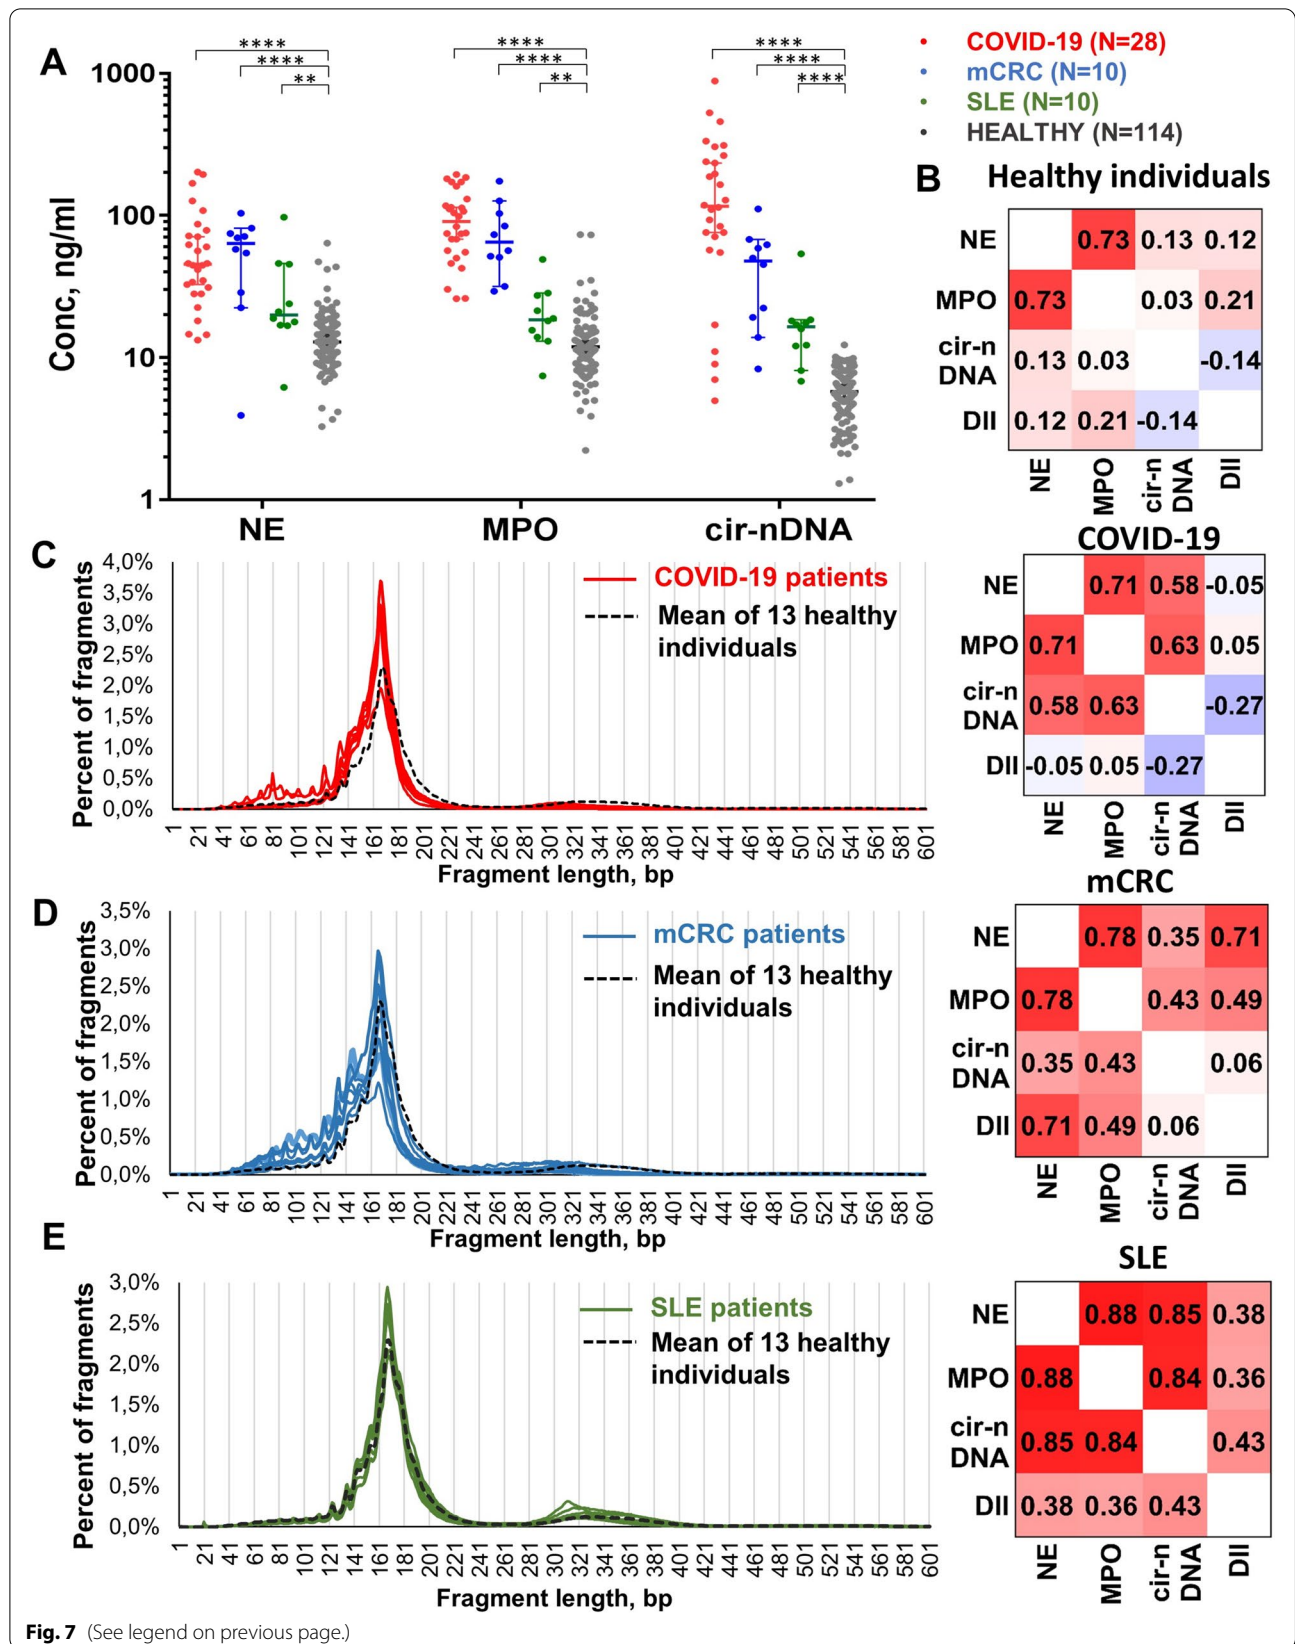 A
1000
100
10
1
Conc, ng/ml
****
****
**
****
****
**
****
****
****
NE
MPO
cir-nDNA
COVID-19 (N=28)
mCRC (N=10)
SLE (N=10)
HEALTHY (N=114)
B
Healthy individuals
NE 0.73 0.13 0.12
MPO 0.73 0.03 0.21
cir-n
DNA 0.13 0.03 -0.14
DII 0.12 0.21 -0.14
NE MPO cir-n DNA DII
C
Percent of fragments
4,0%
3,5%
3,0%
2,5%
2,0%
1,5%
1,0%
0,5%
0,0%
COVID-19 patients
Mean of 13 healthy
individuals
1 21 41 61 81 101 121 141 161 181 201 221 241 261 281 301 321 341 361 381 401 421 441 461 481 501 521 541 561 581 601
Fragment length, bp
COVID-19
NE 0.71 0.58 -0.05
MPO 0.71 0.63 0.05
cir-n
DNA 0.58 0.63 -0.27
DII -0.05 0.05 -0.27
NE MPO cir-n DNA DII
D
Percent of fragments
3,5%
3,0%
2,5%
2,0%
1,5%
1,0%
0,5%
0,0%
mCRC patients
Mean of 13 healthy
individuals
1 21 41 61 81 101 121 141 161 181 201 221 241 261 281 301 321 341 361 381 401 421 441 461 481 501 521 541 561 581 601
Fragment length, bp
mCRC
NE 0.78 0.35 0.71
MPO 0.78 0.43 0.49
cir-n
DNA 0.35 0.43 0.06
DII 0.71 0.49 0.06
NE MPO cir-n DNA DII
E
Percent of fragments
3,0%
2,5%
2,0%
1,5%
1,0%
0,5%
0,0%
SLE patients
Mean of 13 healthy
individuals
1 21 41 61 81 101 121 141 161 181 201 221 241 261 281 301 321 341 361 381 401 421 441 461 481 501 521 541 561 581 601
Fragment length, bp
SLE
NE 0.88 0.85 0.38
MPO 0.88 0.84 0.36
cir-n
DNA 0.85 0.84 0.43
DII 0.38 0.36 0.43
NE MPO cir-n DNA DII
Fig. 7 (See legend on previous page.)